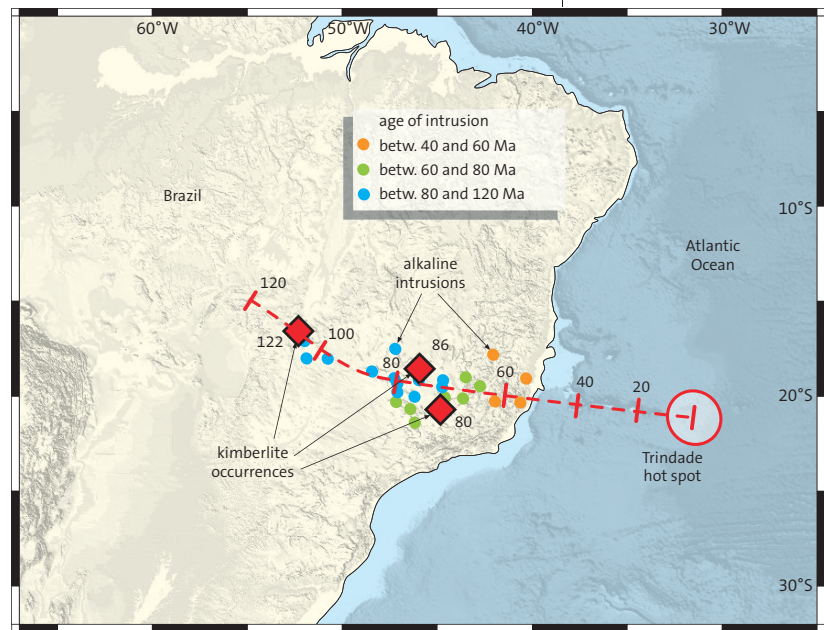 60°W
50°W
40°W
30°W
age of intrusion
betw. 40 and 60 Ma
betw. 60 and 80 Ma
betw. 80 and 120 Ma
Brazil
10°S
Atlantic
Ocean
alkaline
intrusions
120
122
100
86
80
60
40
20
20°S
80
kimberlite
occurrences
Trindade
hot spot
30°S